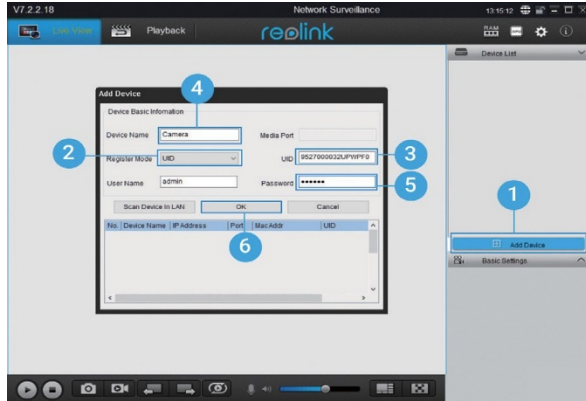 V7.2.2.18 Network Surveillance 13:15:12
Live View Playback reolink RAM
Device List
Add Device
Device Basic Information
4
Device Name Camera Media Port
2 Register Mode UID UID 9527000032UPWPF0 3
User Name admin Password •••••• 5
Scan Device In LAN OK Cancel
1
6
No. Device Name IP Address Port Mac Addr UID
Add Device
Basic Settings